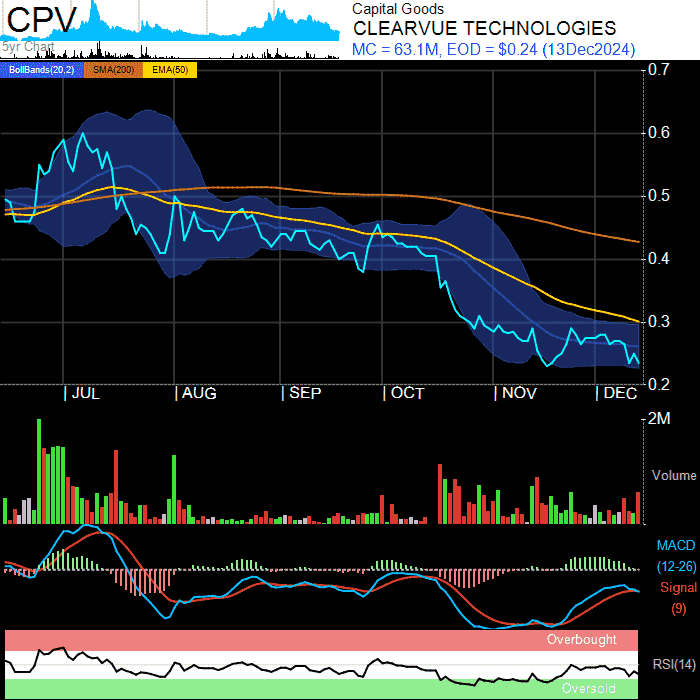 CPV
5yr Chart
Capital Goods
CLEARVUE TECHNOLOGIES
MC = 63.1M, EOD = $0.24 (13Dec2024)
BollBands(20,2) SMA(200) EMA(50)
0.7
0.6
0.5
0.4
0.3
0.2
JUL AUG SEP OCT NOV DEC
2M
Volume
MACD
(12-26)
Signal
(9)
Overbought
RSI(14)
Oversold